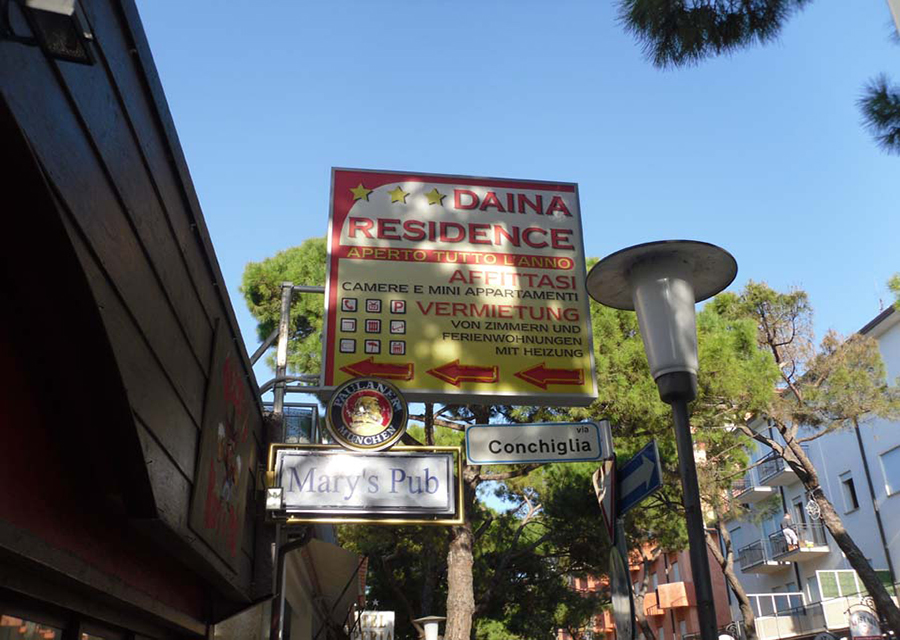 DAINA
RESIDENCE
APERTO TUTTO L'ANNO
AFFITTASI
CAMERE E MINI APPARTAMENTI
VERMIETUNG
VON ZIMMERN UND
FERIENWOHNUNGEN
MIT HEIZUNG
P
PAULANER
MÜNCHEN
via
Conchiglia
Mary's Pub